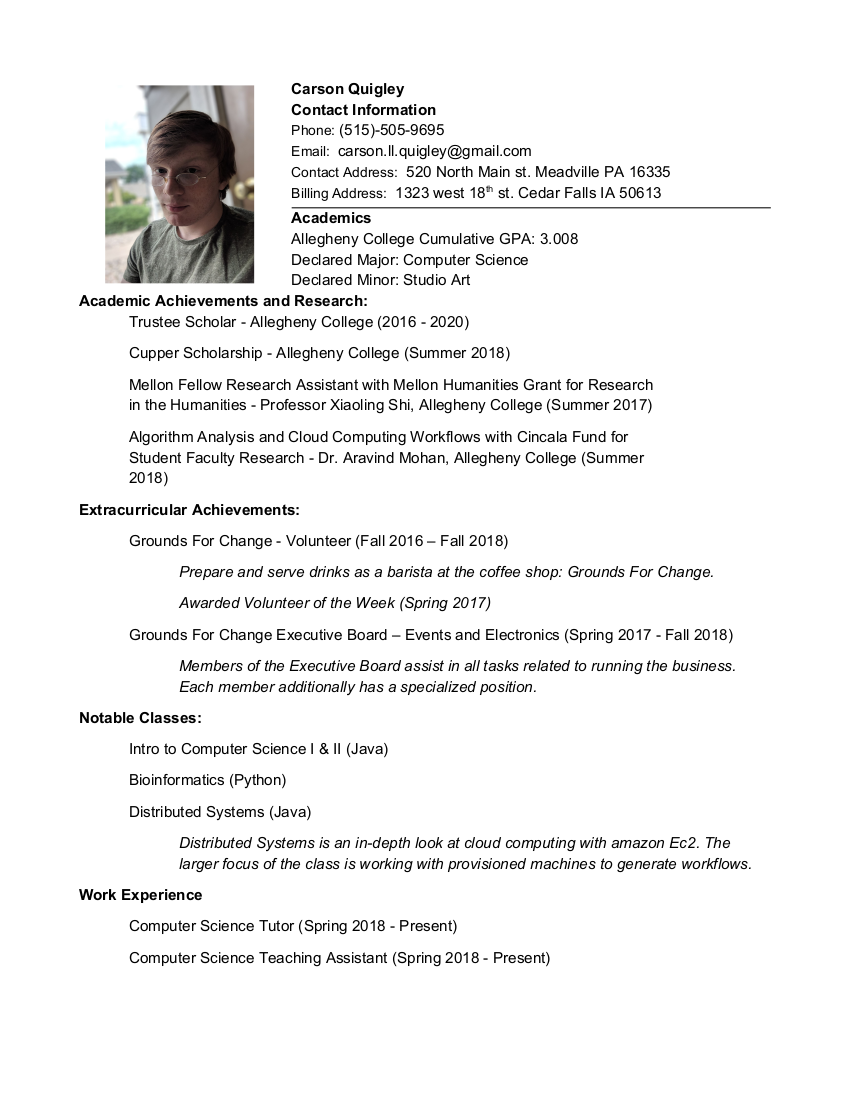 Carson Quigley
Contact Information
Phone: (515)-505-9695
Email: carson.ll.quigley@gmail.com
Contact Address: 520 North Main st. Meadville PA 16335
Billing Address: 1323 west 18th st. Cedar Falls IA 50613
Academics
Allegheny College Cumulative GPA: 3.008
Declared Major: Computer Science
Declared Minor: Studio Art
Academic Achievements and Research:
Trustee Scholar - Allegheny College (2016 - 2020)
Cupper Scholarship - Allegheny College (Summer 2018)
Mellon Fellow Research Assistant with Mellon Humanities Grant for Research
in the Humanities - Professor Xiaoling Shi, Allegheny College (Summer 2017)
Algorithm Analysis and Cloud Computing Workflows with Cincala Fund for
Student Faculty Research - Dr. Aravind Mohan, Allegheny College (Summer
2018)
Extracurricular Achievements:
Grounds For Change - Volunteer (Fall 2016 – Fall 2018)
Prepare and serve drinks as a barista at the coffee shop: Grounds For Change.
Awarded Volunteer of the Week (Spring 2017)
Grounds For Change Executive Board – Events and Electronics (Spring 2017 - Fall 2018)
Members of the Executive Board assist in all tasks related to running the business.
Each member additionally has a specialized position.
Notable Classes:
Intro to Computer Science I & II (Java)
Bioinformatics (Python)
Distributed Systems (Java)
Distributed Systems is an in-depth look at cloud computing with amazon Ec2. The
larger focus of the class is working with provisioned machines to generate workflows.
Work Experience
Computer Science Tutor (Spring 2018 - Present)
Computer Science Teaching Assistant (Spring 2018 - Present)